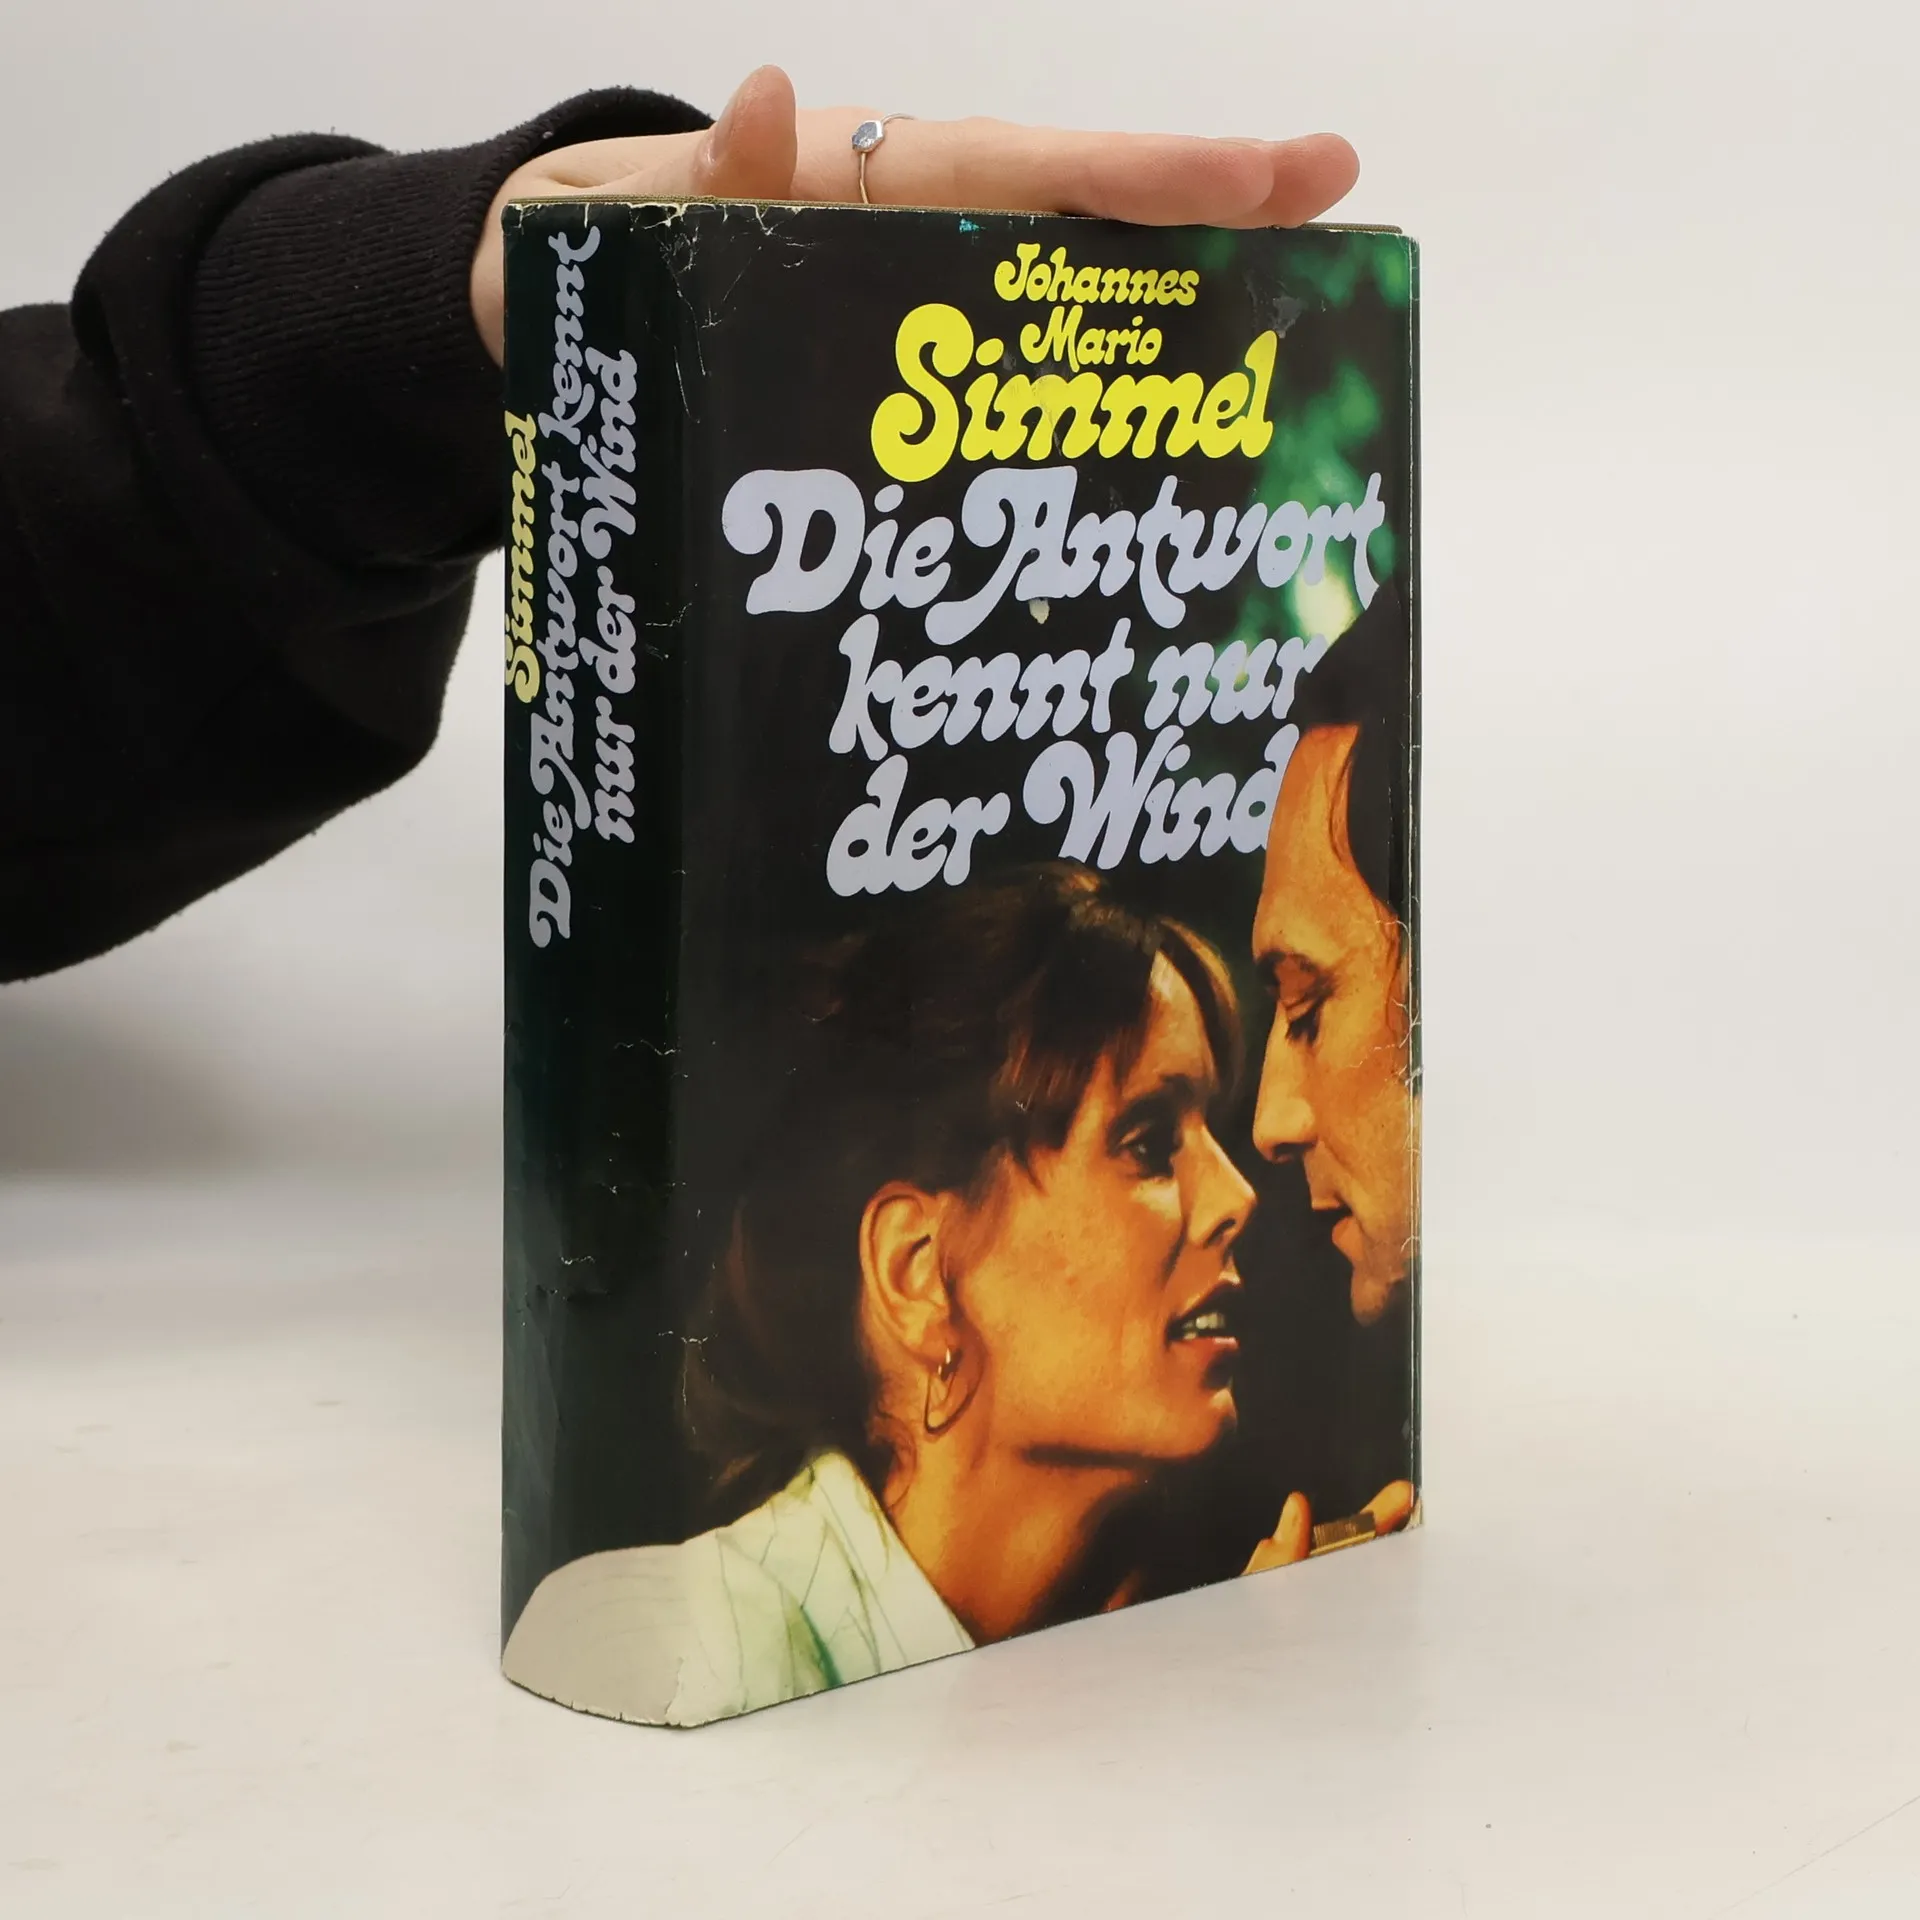 Johannes
Mario
Simmel
Die Antwort
kennt nur
der Wind
Simmel
Die Antwort kennt
nur der Wind